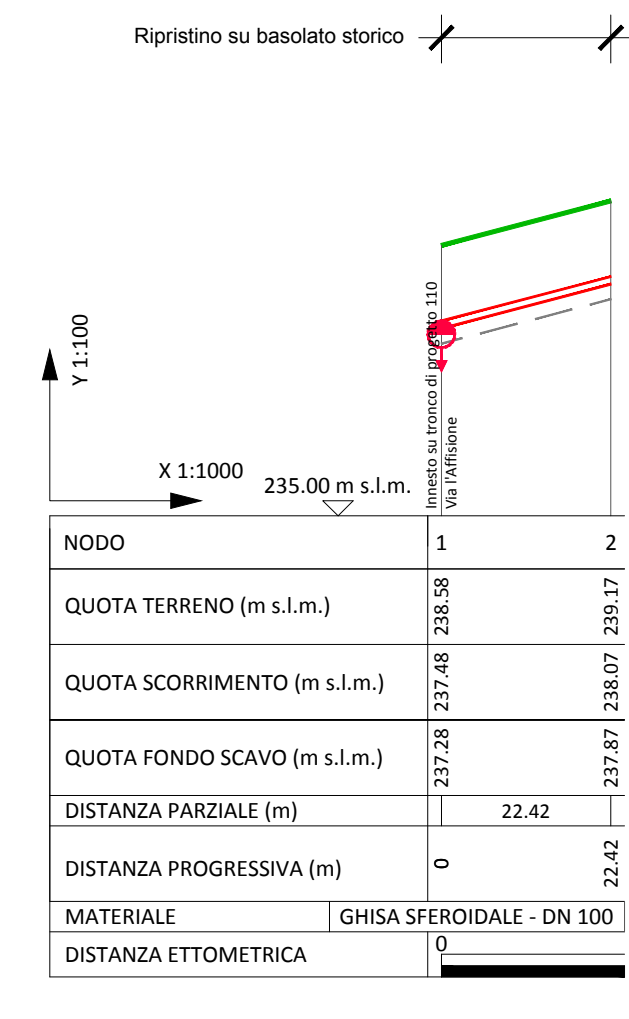 Ripristino su basolato storico
Y 1:100
X 1:1000
235.00 m s.l.m.
Innesto su tronco di progetto 110
Via l'Affisione
NODO 1 2
QUOTA TERRENO (m s.l.m.) 238.58 239.17
QUOTA SCORRIMENTO (m s.l.m.) 237.48 238.07
QUOTA FONDO SCAVO (m s.l.m.) 237.28 237.87
DISTANZA PARZIALE (m) 22.42
DISTANZA PROGRESSIVA (m) 0 22.42
MATERIALE GHISA SFEROIDALE - DN 100
DISTANZA ETTOMETRICA 0